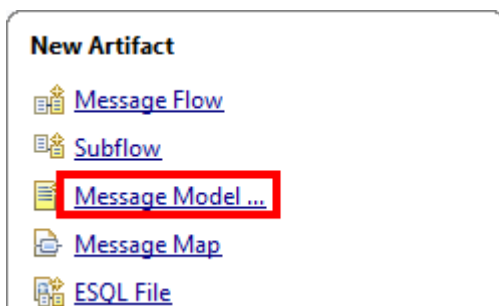 New Artifact
Message Flow
Subflow
Message Model ...
Message Map
ESQL File